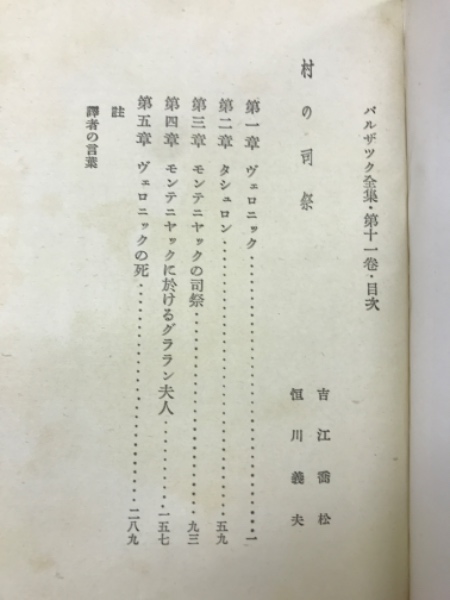 バルザツク全集・第十一卷・目次
村の司祭
吉江喬松
恒川義夫
第一章 ヴェロニック……………………………一
第二章 タシュロン……………………………五九
第三章 モンテニヤックの司祭……………………九三
第四章 モンテニヤックに於けるグララン夫人…………一五七
第五章 ヴェロニックの死……………………二八九
註
譯者の言葉